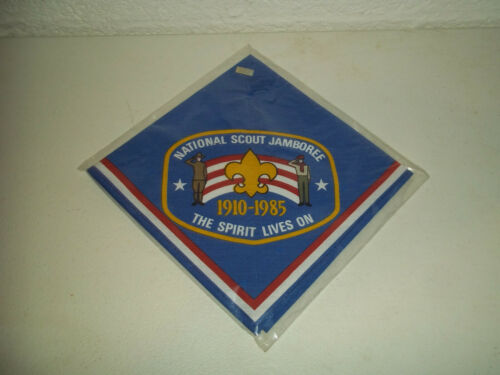 NATIONAL SCOUT JAMBOREE
1910-1985
THE SPIRIT LIVES ON